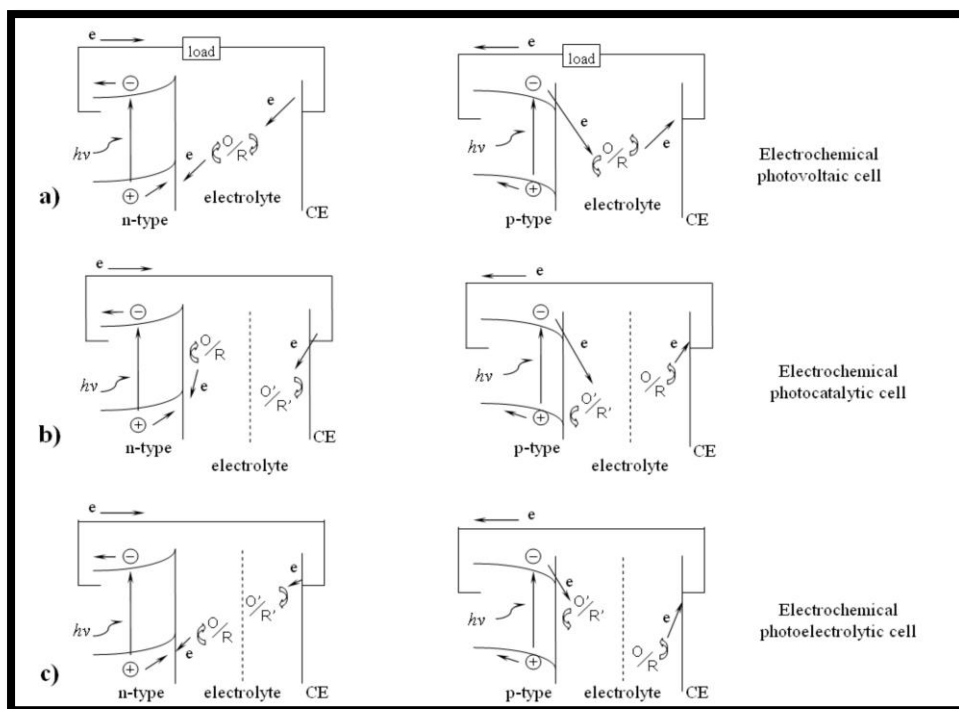 e
load
e
hν
O/R
e
electrolyte
n-type
CE
a)
e
load
e
hν
O/R
e
electrolyte
p-type
CE
Electrochemical
photovoltaic cell
e
hν
O/R
e
e
O'/R'
n-type
CE
electrolyte
b)
e
hν
e
O'/R'
O/R
e
p-type
CE
electrolyte
Electrochemical
photocatalytic cell
e
hν
O/R
e
O'/R'
e
n-type
electrolyte
CE
c)
e
hν
e
O'/R'
O/R
e
p-type
electrolyte
CE
Electrochemical
photoelectrolytic cell